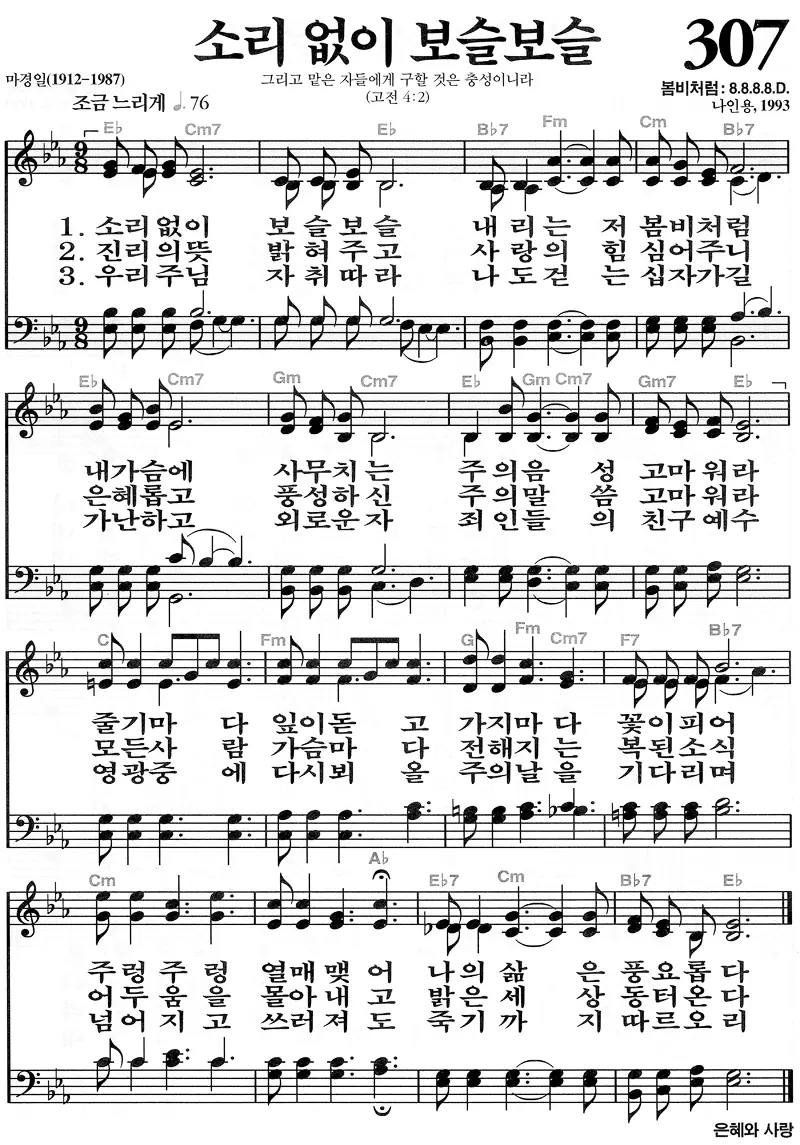 소리 없이 보슬보슬 307
마경일(1912-1987) 그리고 맡은 자들에게 구할 것은 충성이니라 봄비처럼 : 8.8.8.8.D.
조금 느리게 ♩. 76 (고전 4:2) 나인용, 1993
E♭ Cm7 E♭ B♭7 Fm Cm B♭7
9/8
1. 소리없이 보슬보슬 내리는 저 봄비처럼
2. 진리의뜻 밝혀주고 사랑의 힘 심어주니
3. 우리주님 자취따라 나도걷는 십자가길
9/8
E♭ Cm7 Gm Cm7 E♭ Gm Cm7 Gm7 E♭
내가슴에 사무치는 주의음성 고마워라
은혜롭고 풍성하신 주의말씀 고마워라
가난하고 외로운자 죄인들의 친구예수
C Fm G Fm Cm7 F7 B♭7
줄기마다 잎이돋고 가지마다 꽃이피어
모든사람 가슴마다 전해지는 복된소식
영광중에 다시뵈올 주의날을 기다리며
Cm A♭ E♭7 Cm B♭7 E♭
주렁주렁 열매맺어 나의삶은 풍요롭다
어두움을 몰아내고 밝은세상 동터온다
넘어지고 쓰러져도 죽기까지 따르오리
은혜와 사랑